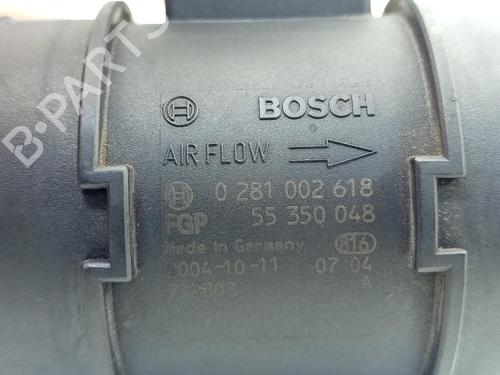 B-PARTS
BOSCH
AIR FLOW
0 281 002 618
FGP 55 350 048
Made in Germany 816
2004-10-11 07 04
A